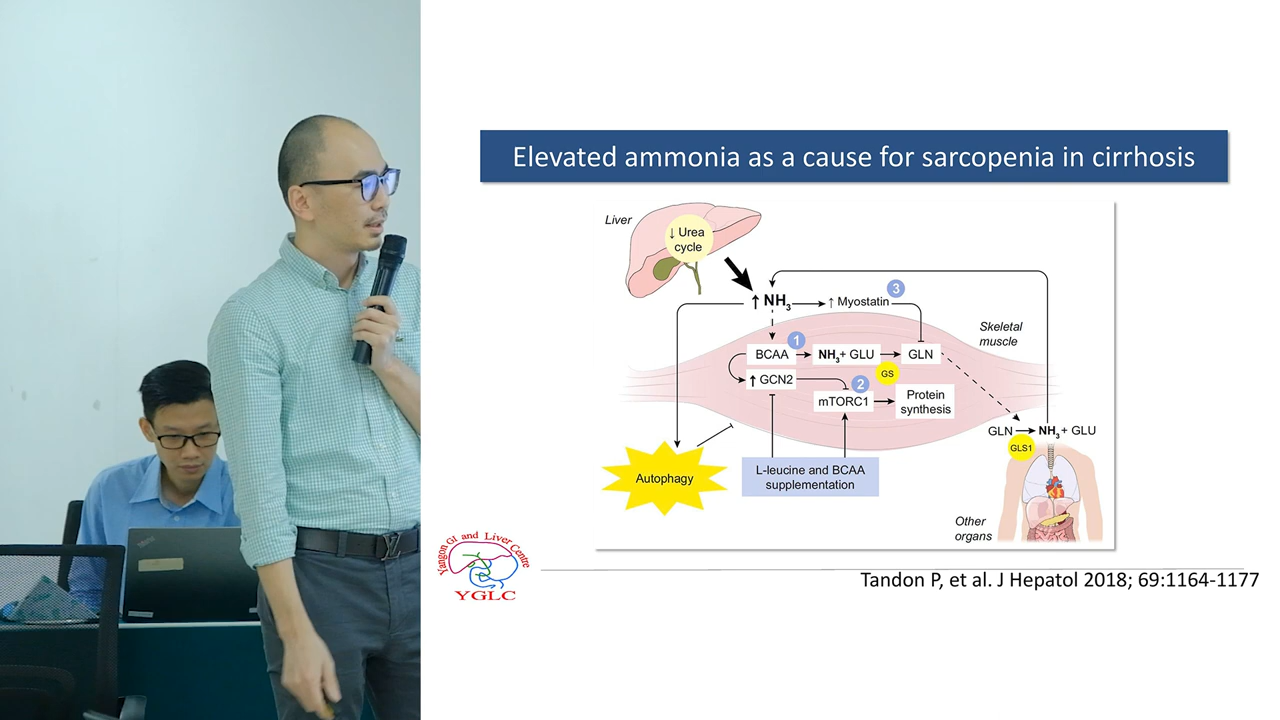 Elevated ammonia as a cause for sarcopenia in cirrhosis
Liver
↓ Urea
cycle
↑ NH₃
↑ Myostatin
3
Skeletal
muscle
1
BCAA
NH₃+ GLU
GLN
GS
↑ GCN2
2
mTORC1
Protein
synthesis
GLN
NH₃+ GLU
GLS1
Autophagy
L-leucine and BCAA
supplementation
Other
organs
Yangon GI and Liver Centre
YGLC
Tandon P, et al. J Hepatol 2018; 69:1164-1177